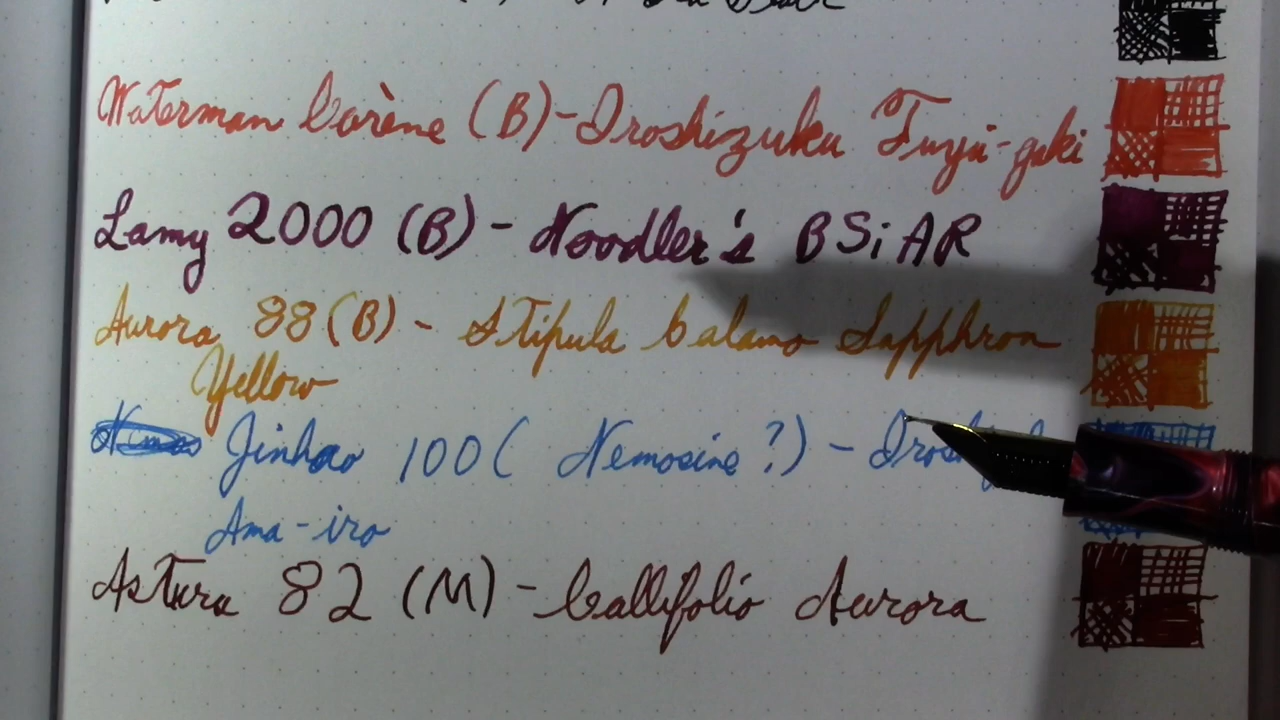 Waterman Carène (B) - Iroshizuku Fuyu-gaki
Lamy 2000 (B) - Noodler's BSiAR
Aurora 88 (B) - Stipula Calamo Sapphron
Yellow
Jinhao 100 ( Nemosine ?) -
Ama-iro
Astura 82 (M) - Callifolio Aurora